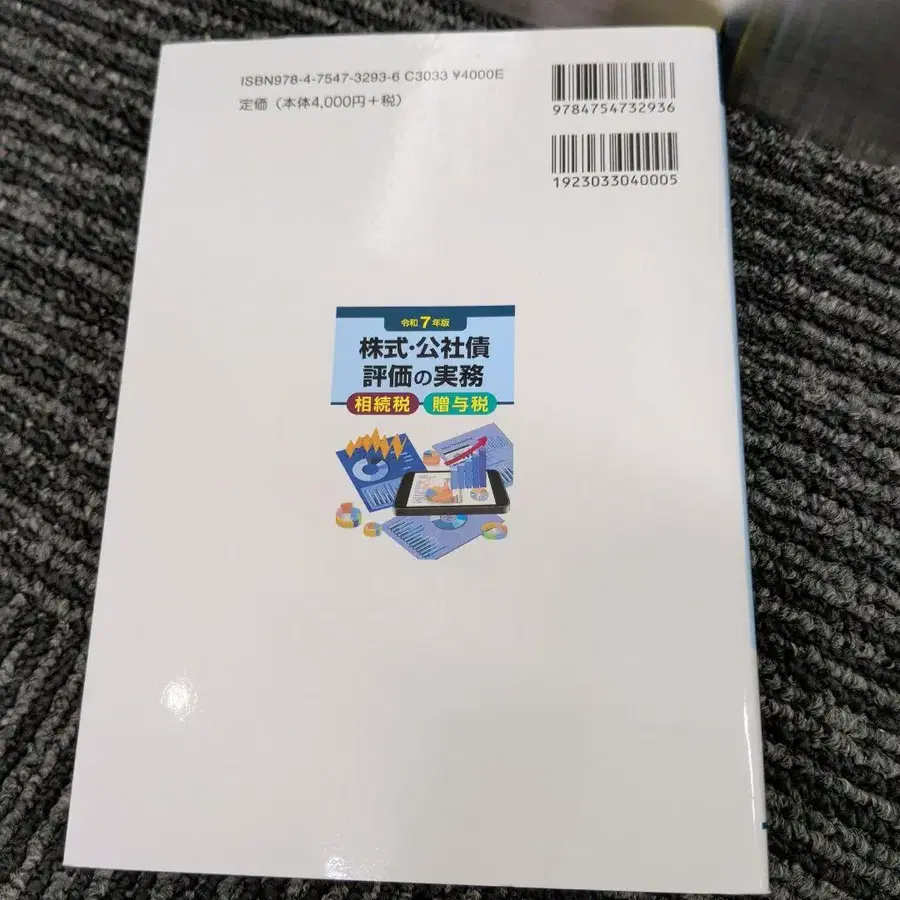 ISBN978-4-7547-3293-6 C3033 ¥4000E
定価（本体4,000円＋税）
9784754732936
1923033040005
令和7年版
株式・公社債
評価の実務
相続税 贈与税